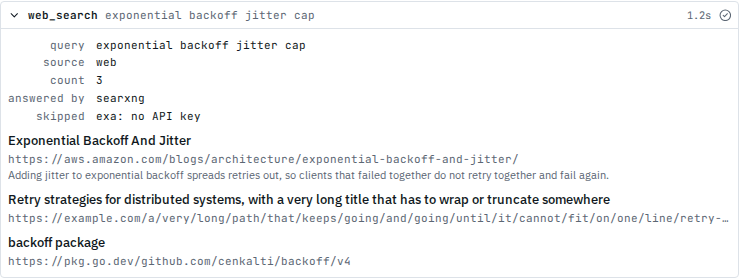 web_search exponential backoff jitter cap 1.2s
query exponential backoff jitter cap
source web
count 3
answered by searxng
skipped exa: no API key
Exponential Backoff And Jitter
https://aws.amazon.com/blogs/architecture/exponential-backoff-and-jitter/
Adding jitter to exponential backoff spreads retries out, so clients that failed together do not retry together and fail again.
Retry strategies for distributed systems, with a very long title that has to wrap or truncate somewhere
https://example.com/a/very/long/path/that/keeps/going/and/going/until/it/cannot/fit/on/one/line/retry-…
backoff package
https://pkg.go.dev/github.com/cenkalti/backoff/v4